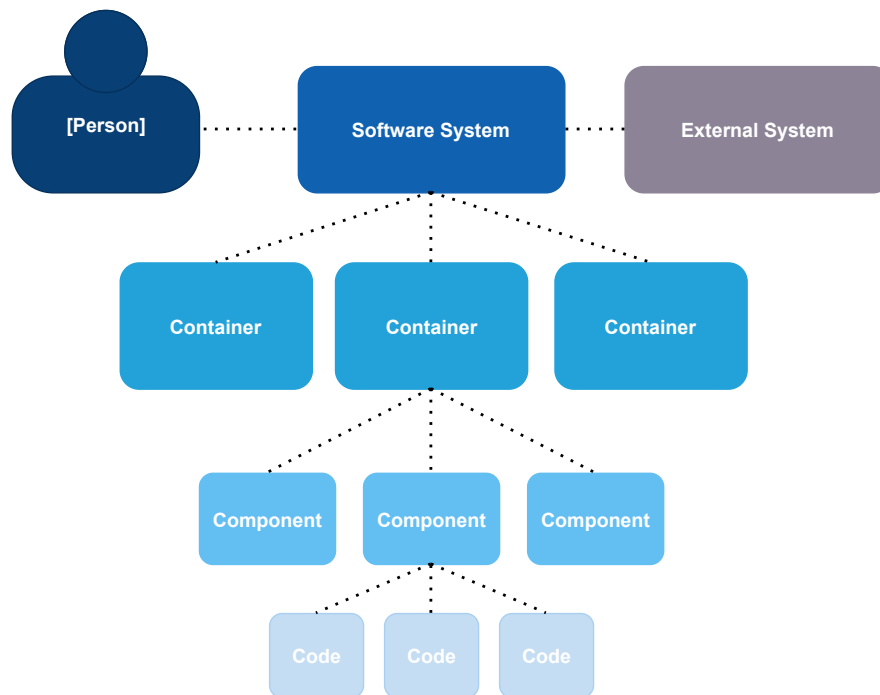 [Person]
Software System
External System
Container
Container
Container
Component
Component
Component
Code
Code
Code